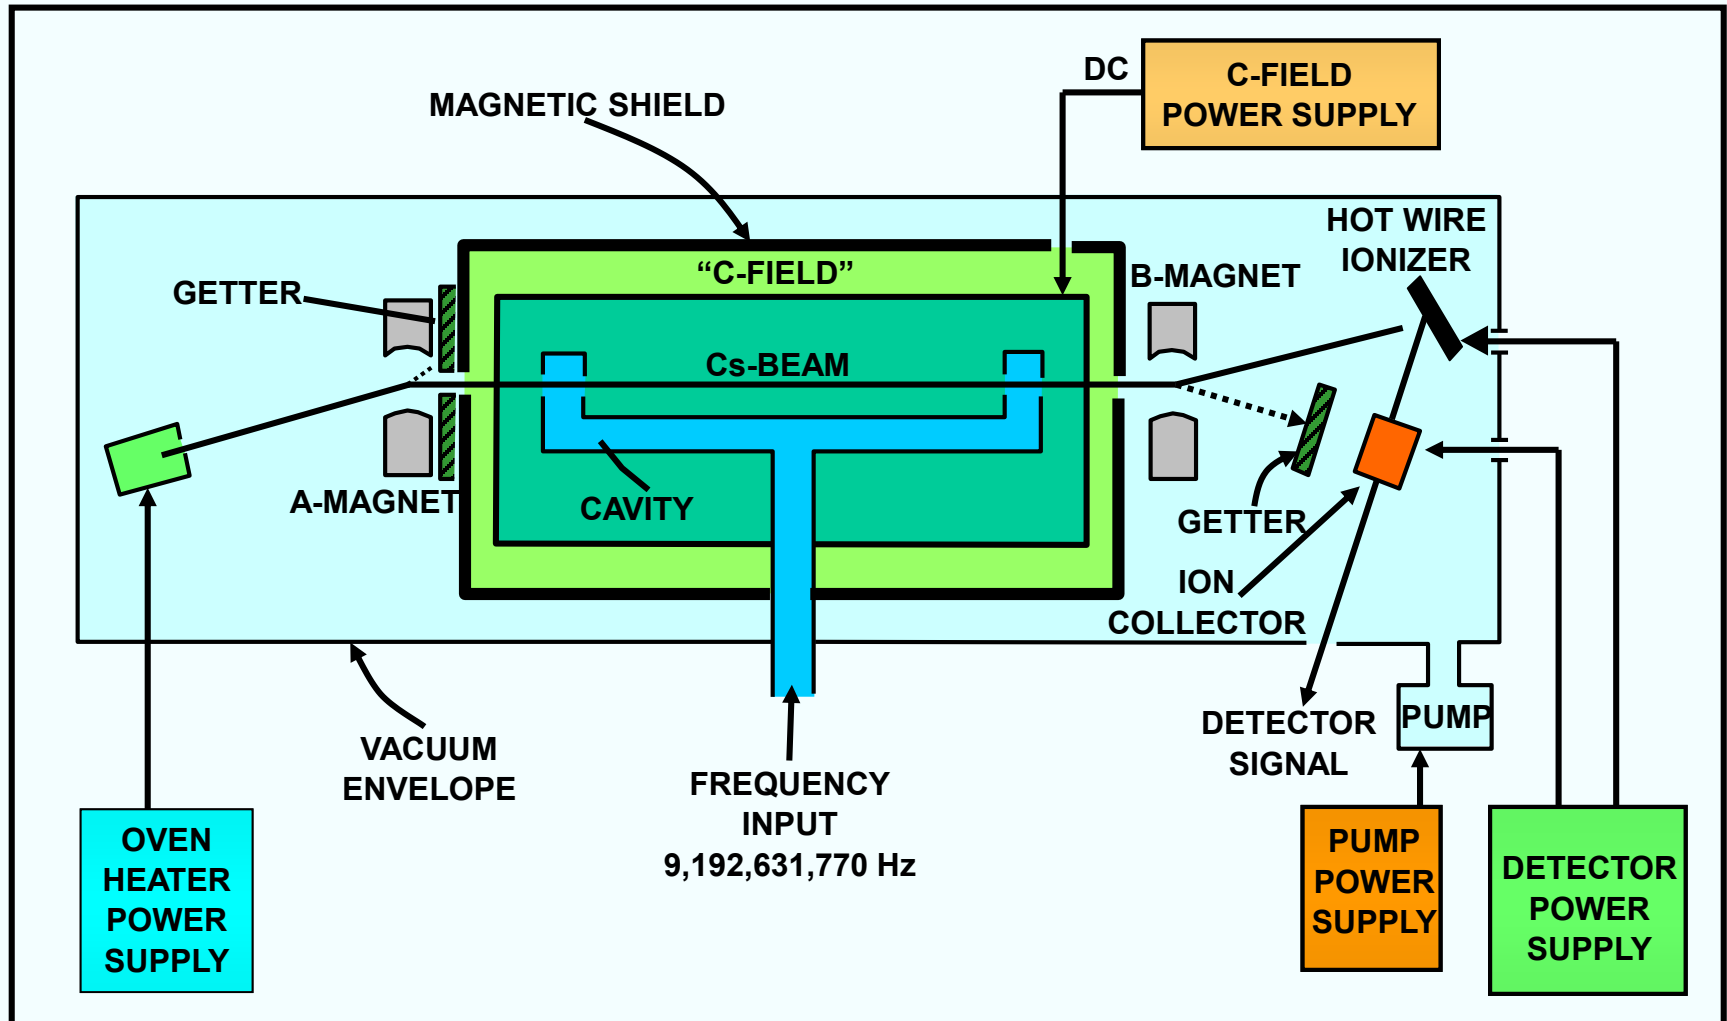 DC
C-FIELD
POWER SUPPLY
MAGNETIC SHIELD
HOT WIRE
IONIZER
“C-FIELD”
B-MAGNET
GETTER
Cs-BEAM
A-MAGNET
CAVITY
GETTER
ION
COLLECTOR
VACUUM
ENVELOPE
FREQUENCY
INPUT
9,192,631,770 Hz
DETECTOR
SIGNAL
PUMP
OVEN
HEATER
POWER
SUPPLY
PUMP
POWER
SUPPLY
DETECTOR
POWER
SUPPLY